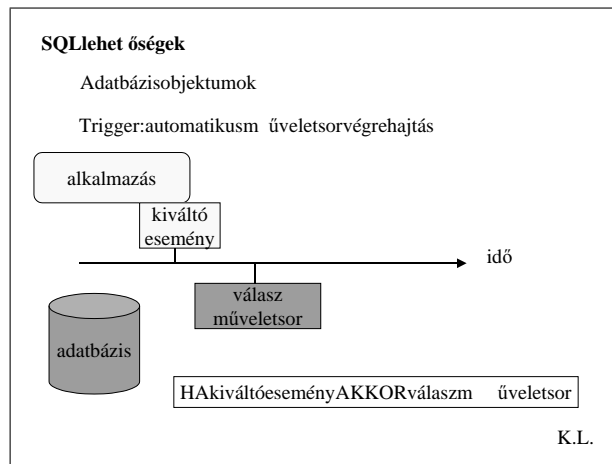 SQLlehet őségek
Adatbázisobjektumok
Trigger:automatikusm űveletsorvégrehajtás
alkalmazás
kiváltó
esemény
idő
válasz
műveletsor
adatbázis
HAkiváltóeseményAKKORválaszm űveletsor
K.L.